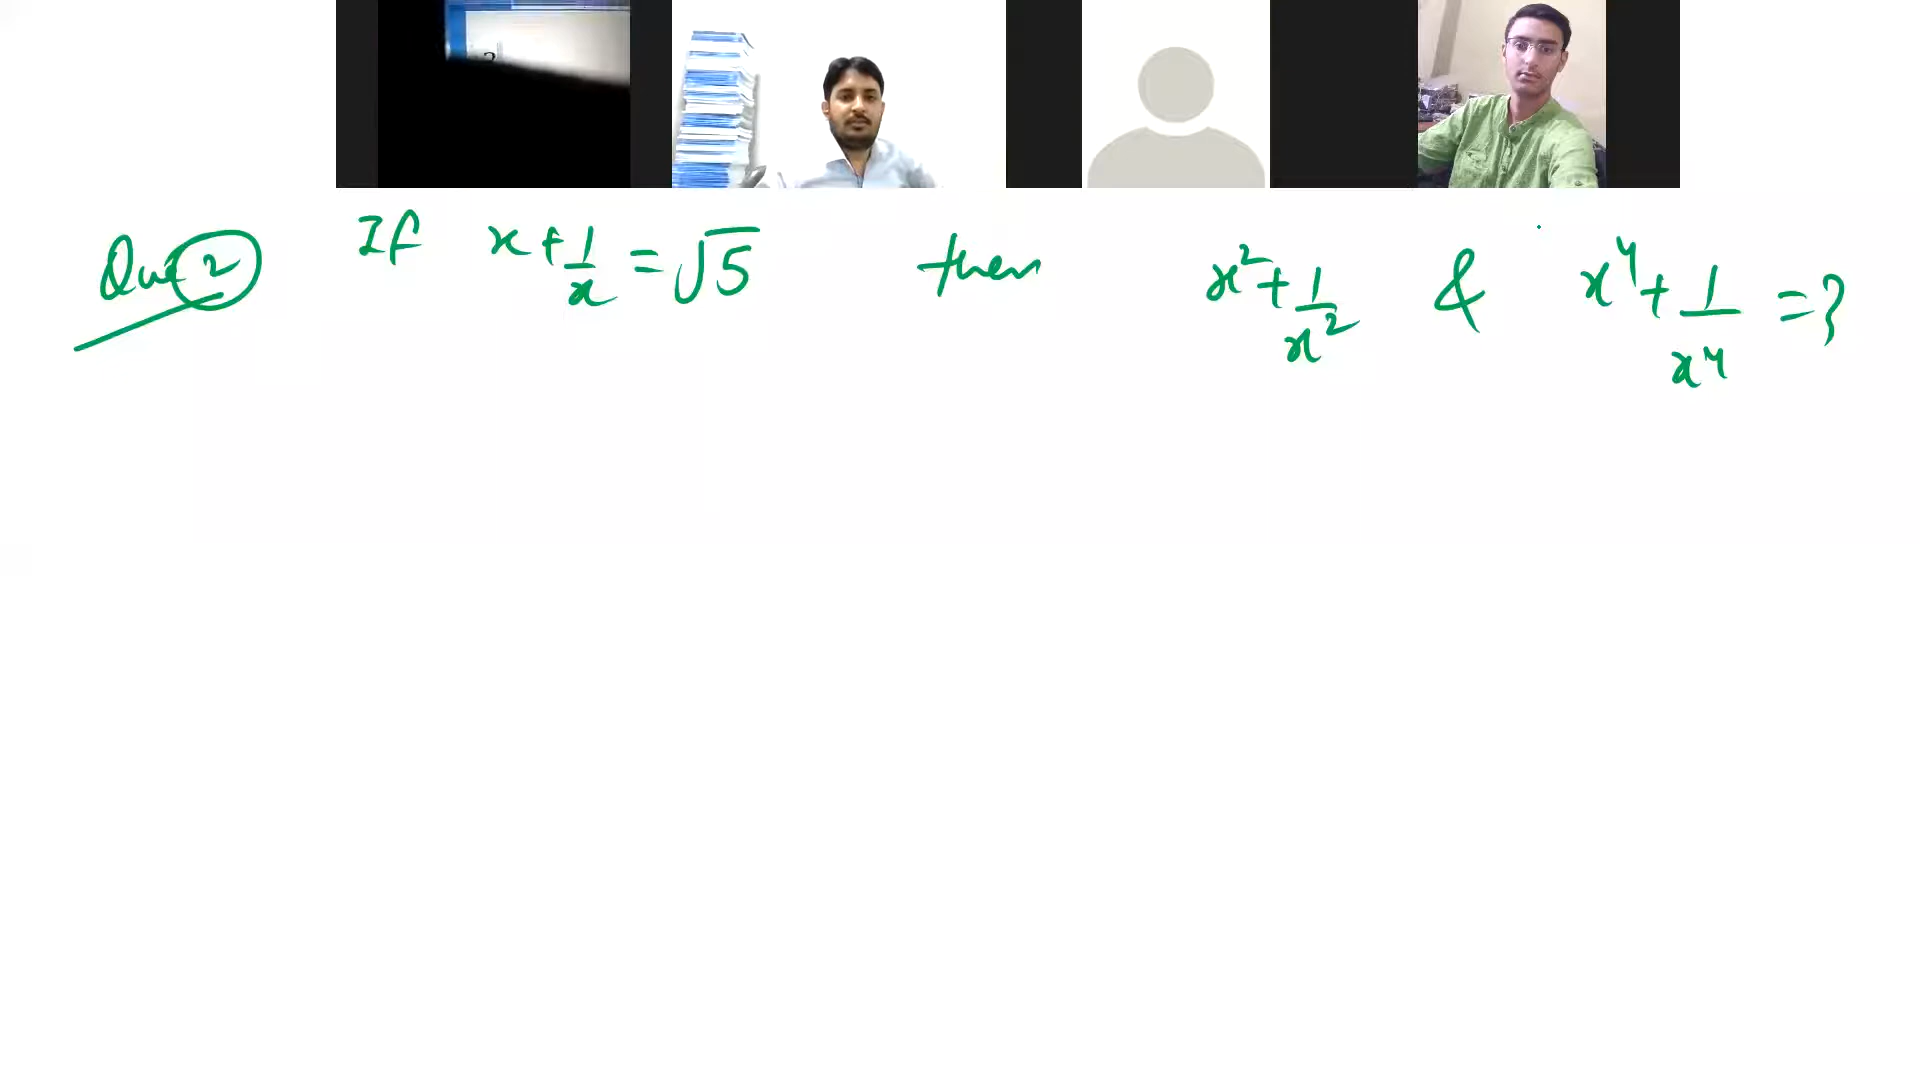 Que 2 If x+1/x = √5 then x²+1/x² & x⁴+1/x⁴ = ?